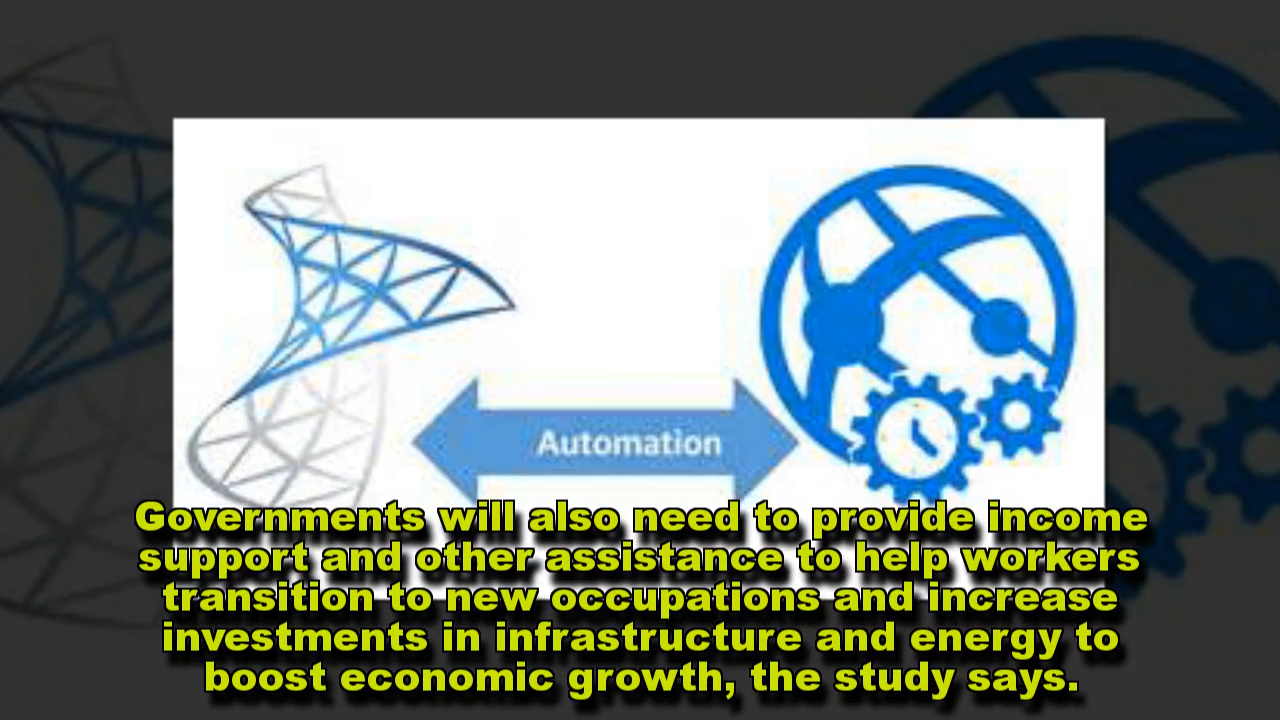 Automation
Governments will also need to provide income
support and other assistance to help workers
transition to new occupations and increase
investments in infrastructure and energy to
boost economic growth, the study says.